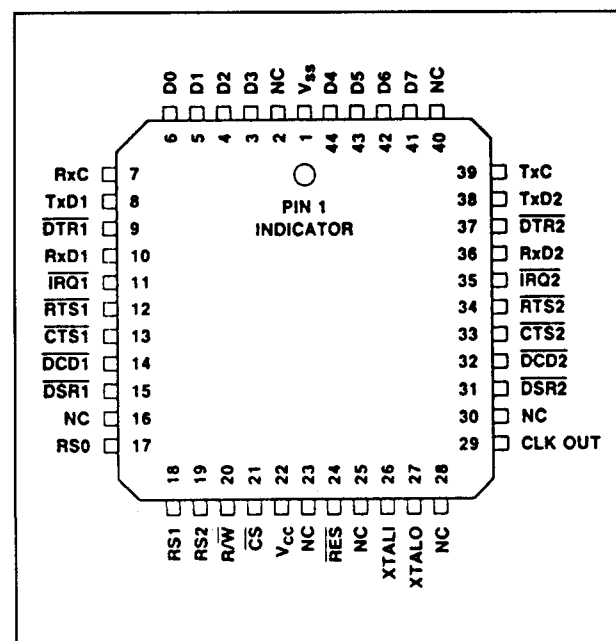 D0 D1 D2 D3 NC Vss D4 D5 D6 D7 NC
6 5 4 3 2 1 44 43 42 41 40
RxC 7
TxD1 8
DTR1 9
RxD1 10
IRQ1 11
RTS1 12
CTS1 13
DCD1 14
DSR1 15
NC 16
RS0 17
PIN 1
INDICATOR
39 TxC
38 TxD2
37 DTR2
36 RxD2
35 IRQ2
34 RTS2
33 CTS2
32 DCD2
31 DSR2
30 NC
29 CLK OUT
18 19 20 21 22 23 24 25 26 27 28
RS1 RS2 R/W CS Vcc NC RES NC XTALI XTALO NC